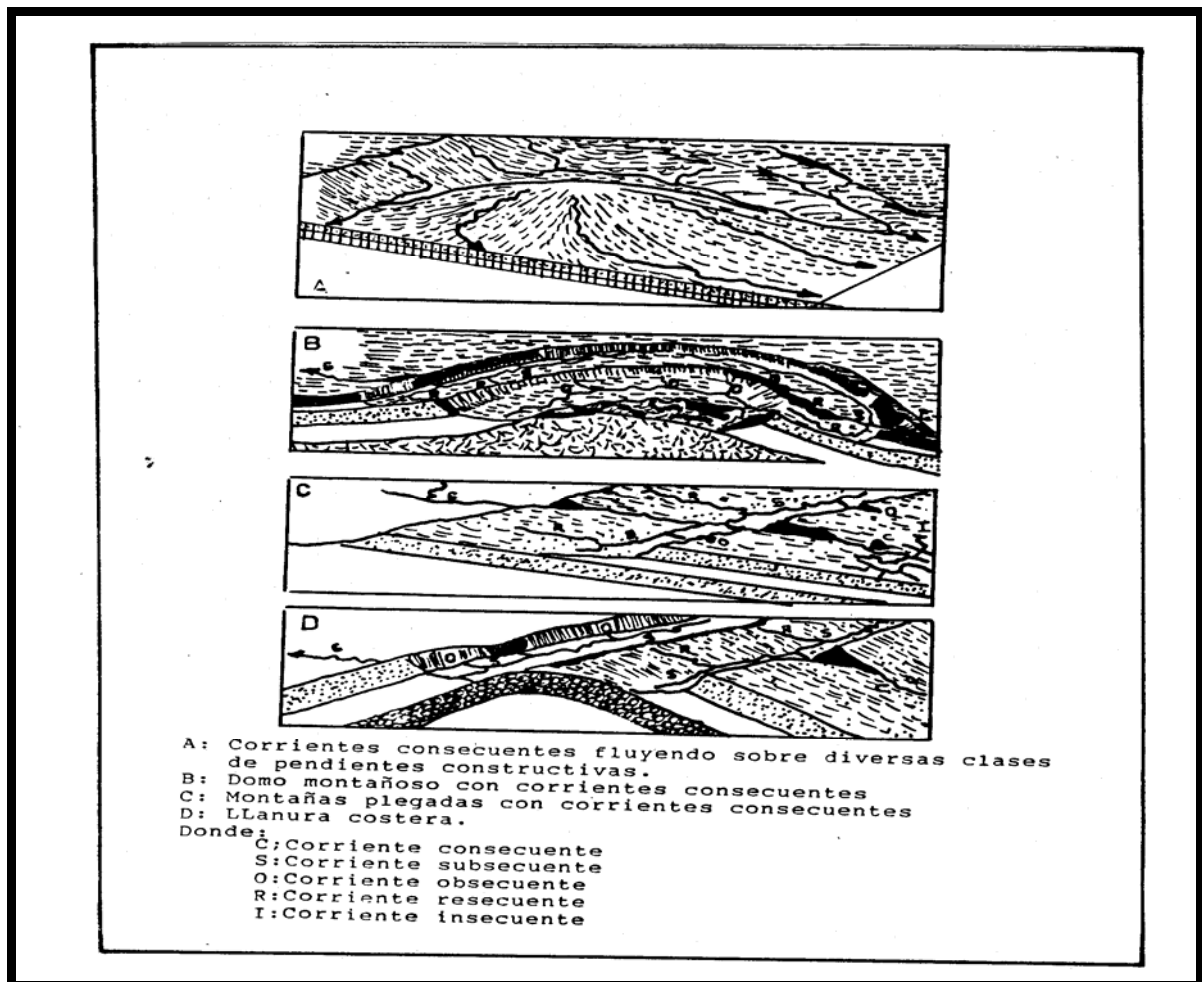 A
B
C
D
A: Corrientes consecuentes fluyendo sobre diversas clases
de pendientes constructivas.
B: Domo montañoso con corrientes consecuentes
C: Montañas plegadas con corrientes consecuentes
D: LLanura costera.
Donde:
C;Corriente consecuente
S:Corriente subsecuente
O:Corriente obsecuente
R:Corriente resecuente
I:Corriente insecuente